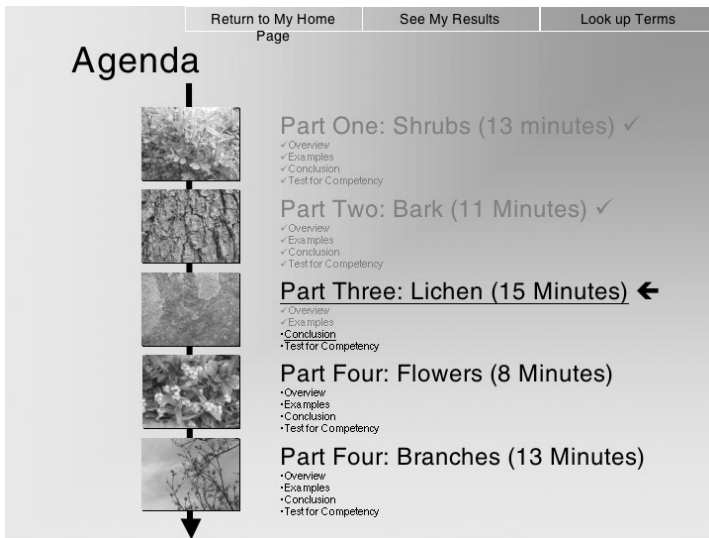 Return to My Home
Page
See My Results
Look up Terms
Agenda
Part One: Shrubs (13 minutes) ✓
✓Overview
✓Examples
✓Conclusion
✓Test for Competency
Part Two: Bark (11 Minutes) ✓
✓Overview
✓Examples
✓Conclusion
✓Test for Competency
Part Three: Lichen (15 Minutes) ←
✓Overview
✓Examples
•Conclusion
•Test for Competency
Part Four: Flowers (8 Minutes)
•Overview
•Examples
•Conclusion
•Test for Competency
Part Four: Branches (13 Minutes)
•Overview
•Examples
•Conclusion
•Test for Competency